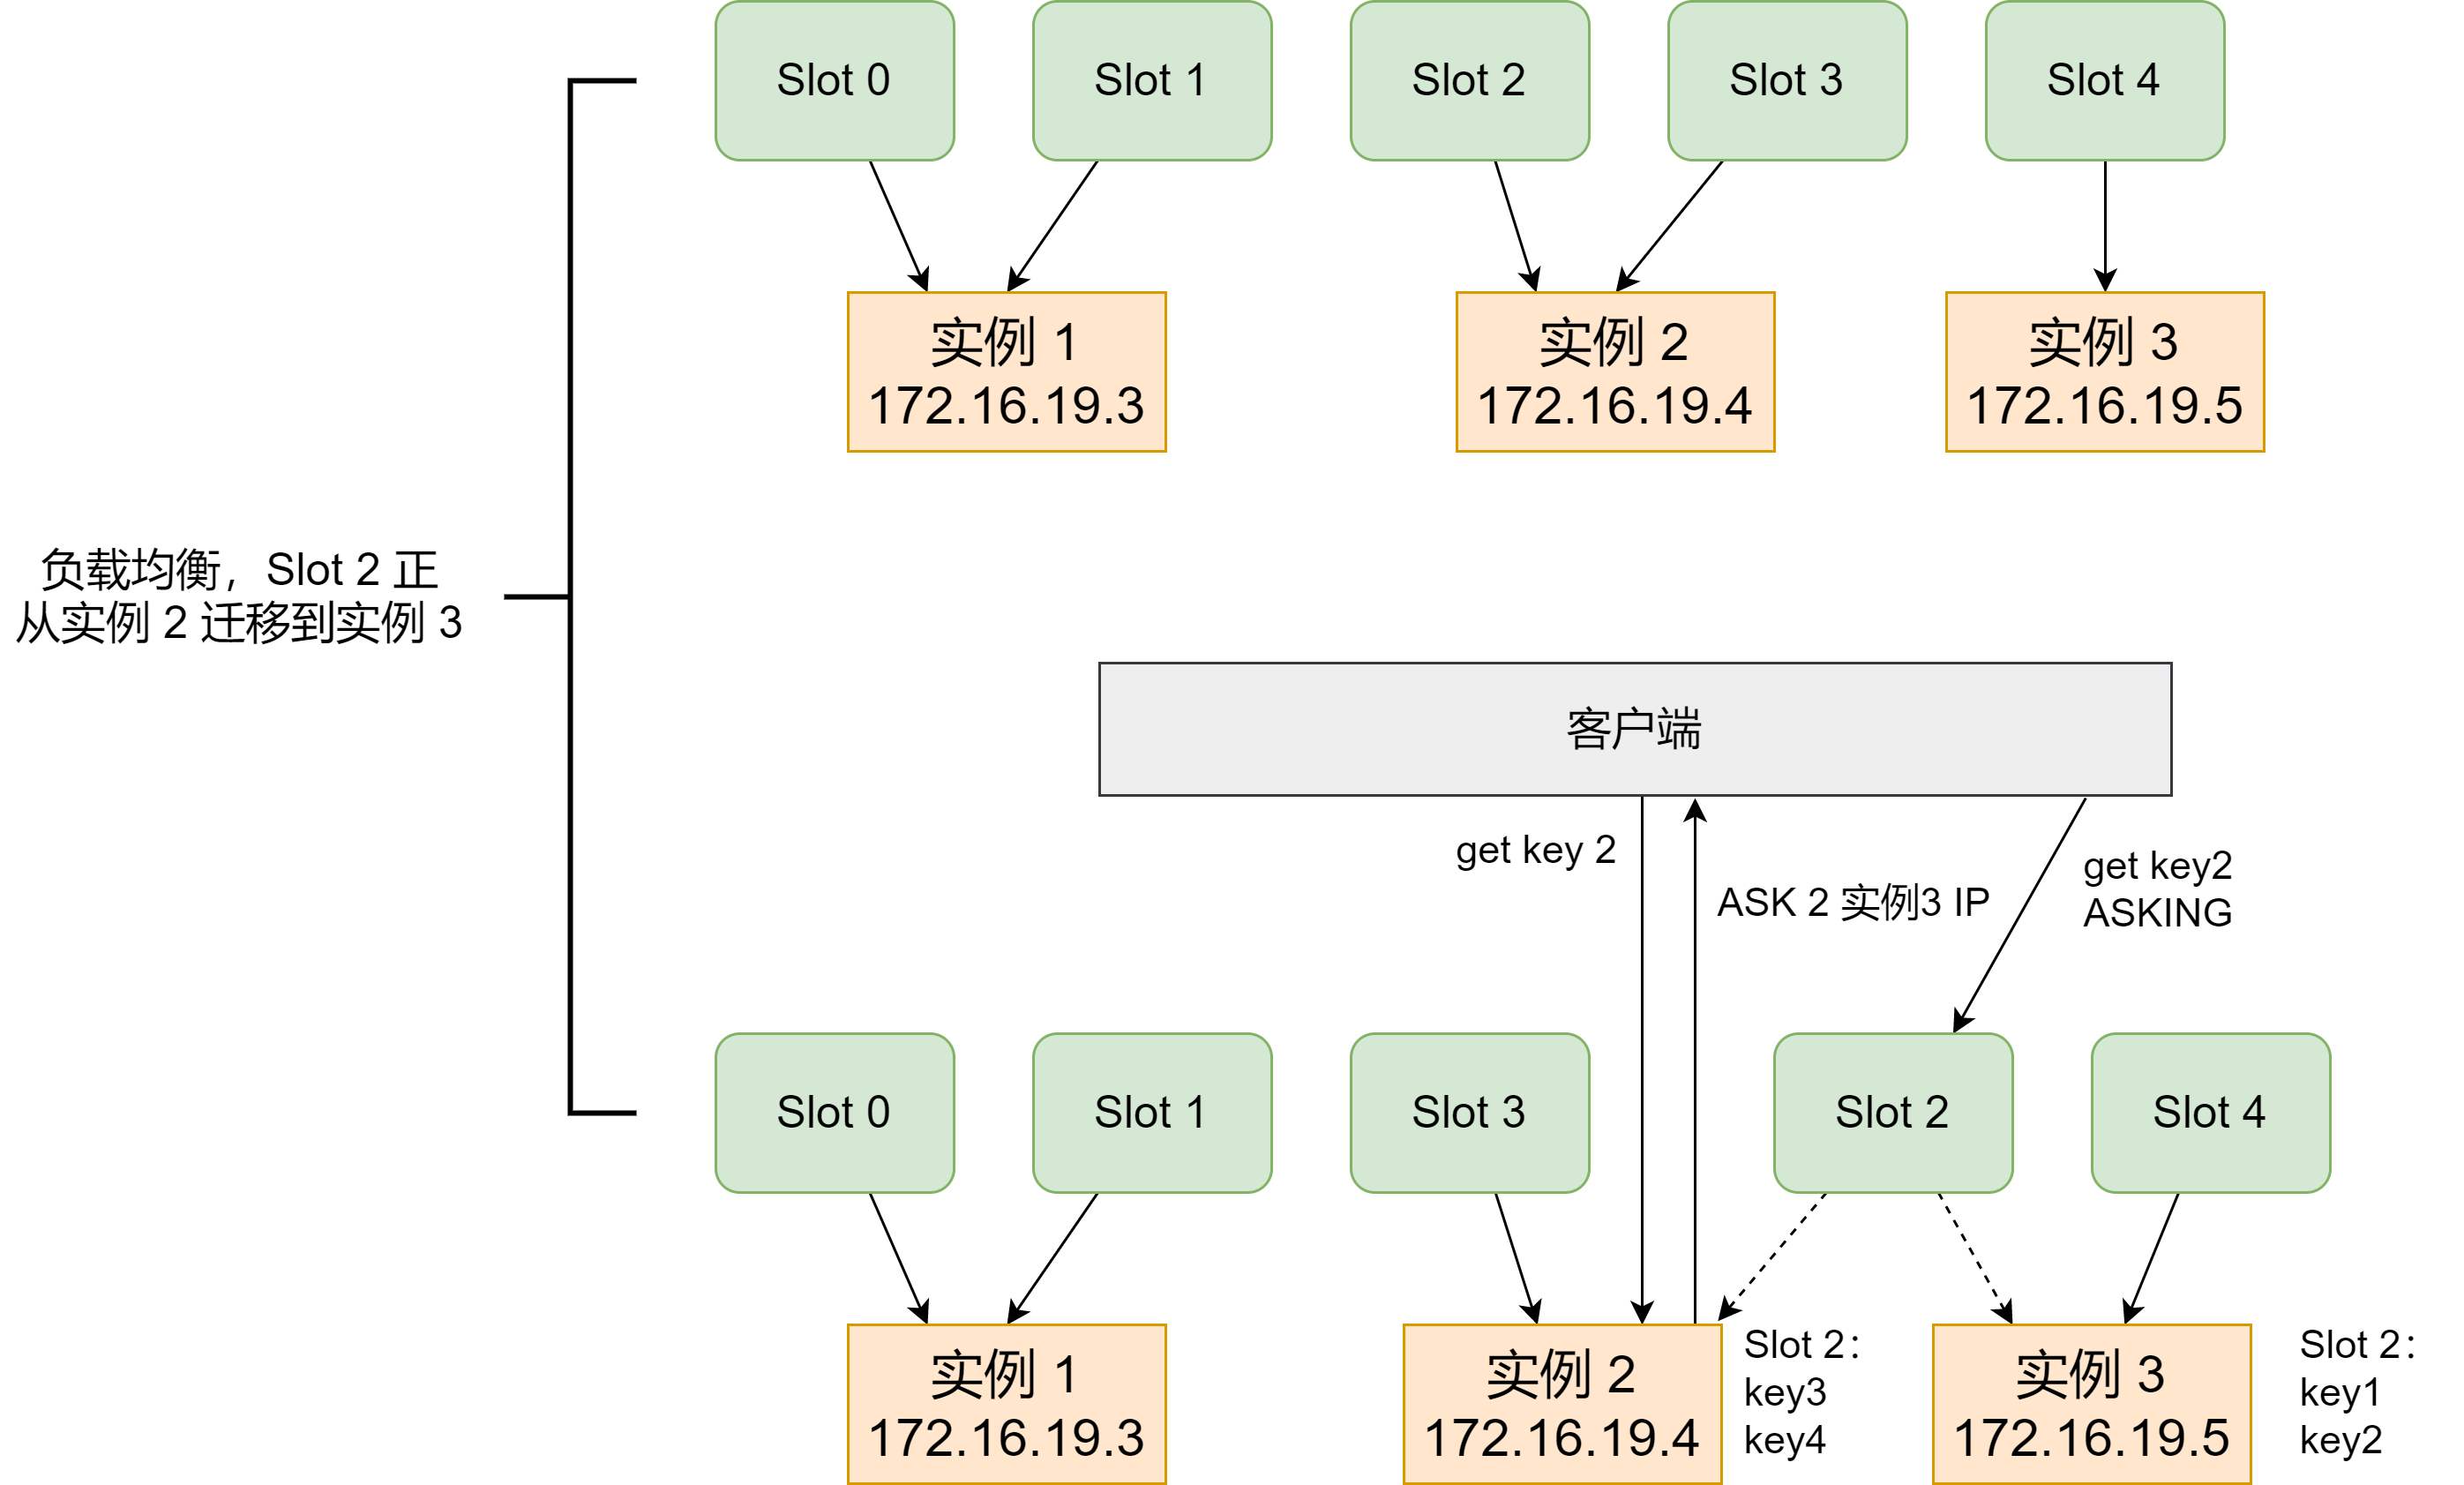 Slot 0
Slot 1
Slot 2
Slot 3
Slot 4
实例 1
172.16.19.3
实例 2
172.16.19.4
实例 3
172.16.19.5
负载均衡，Slot 2 正
从实例 2 迁移到实例 3
客户端
get key 2
ASK 2 实例3 IP
get key2
ASKING
Slot 0
Slot 1
Slot 3
Slot 2
Slot 4
实例 1
172.16.19.3
实例 2
172.16.19.4
Slot 2：
key3
key4
实例 3
172.16.19.5
Slot 2：
key1
key2